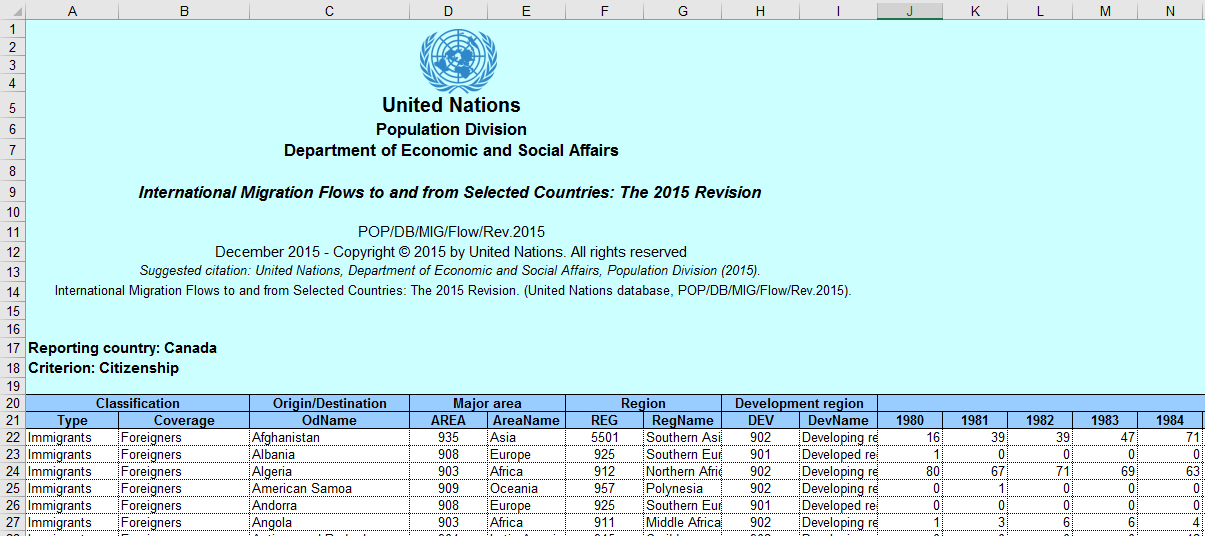 A B C D E F G H I J K L M N
1
2
3
4
5 United Nations
6 Population Division
7 Department of Economic and Social Affairs
8
9 International Migration Flows to and from Selected Countries: The 2015 Revision
10
11 POP/DB/MIG/Flow/Rev.2015
12 December 2015 - Copyright © 2015 by United Nations. All rights reserved
13 Suggested citation: United Nations, Department of Economic and Social Affairs, Population Division (2015).
14 International Migration Flows to and from Selected Countries: The 2015 Revision. (United Nations database, POP/DB/MIG/Flow/Rev.2015).
15
16
17 Reporting country: Canada
18 Criterion: Citizenship
19
20 Classification Origin/Destination Major area Region Development region
21 Type Coverage OdName AREA AreaName REG RegName DEV DevName 1980 1981 1982 1983 1984
22 Immigrants Foreigners Afghanistan 935 Asia 5501 Southern Asi 902 Developing re 16 39 39 47 71
23 Immigrants Foreigners Albania 908 Europe 925 Southern Eur 901 Developed re 1 0 0 0 0
24 Immigrants Foreigners Algeria 903 Africa 912 Northern Afric 902 Developing re 80 67 71 69 63
25 Immigrants Foreigners American Samoa 909 Oceania 957 Polynesia 902 Developing re 0 1 0 0 0
26 Immigrants Foreigners Andorra 908 Europe 925 Southern Eur 901 Developed re 0 0 0 0 0
27 Immigrants Foreigners Angola 903 Africa 911 Middle Africa 902 Developing re 1 3 6 6 4